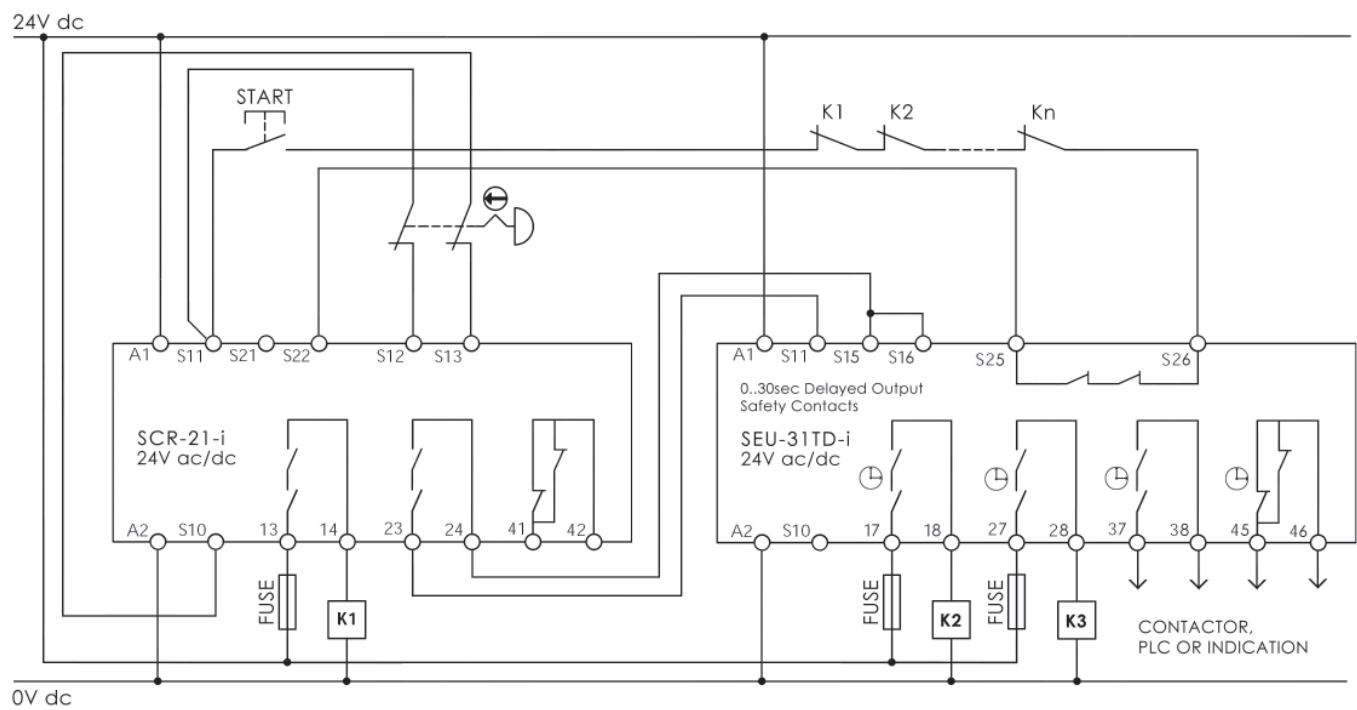 24V dc
START
K1 K2 Kn
A1 S11 S21 S22 S12 S13
A1 S11 S15 S16 S25 S26
0..30sec Delayed Output
Safety Contacts
SCR-21-i
24V ac/dc
SEU-31TD-i
24V ac/dc
A2 S10 13 14 23 24 41 42
A2 S10 17 18 27 28 37 38 45 46
FUSE
K1
FUSE
K2
FUSE
K3
CONTACTOR,
PLC OR INDICATION
0V dc